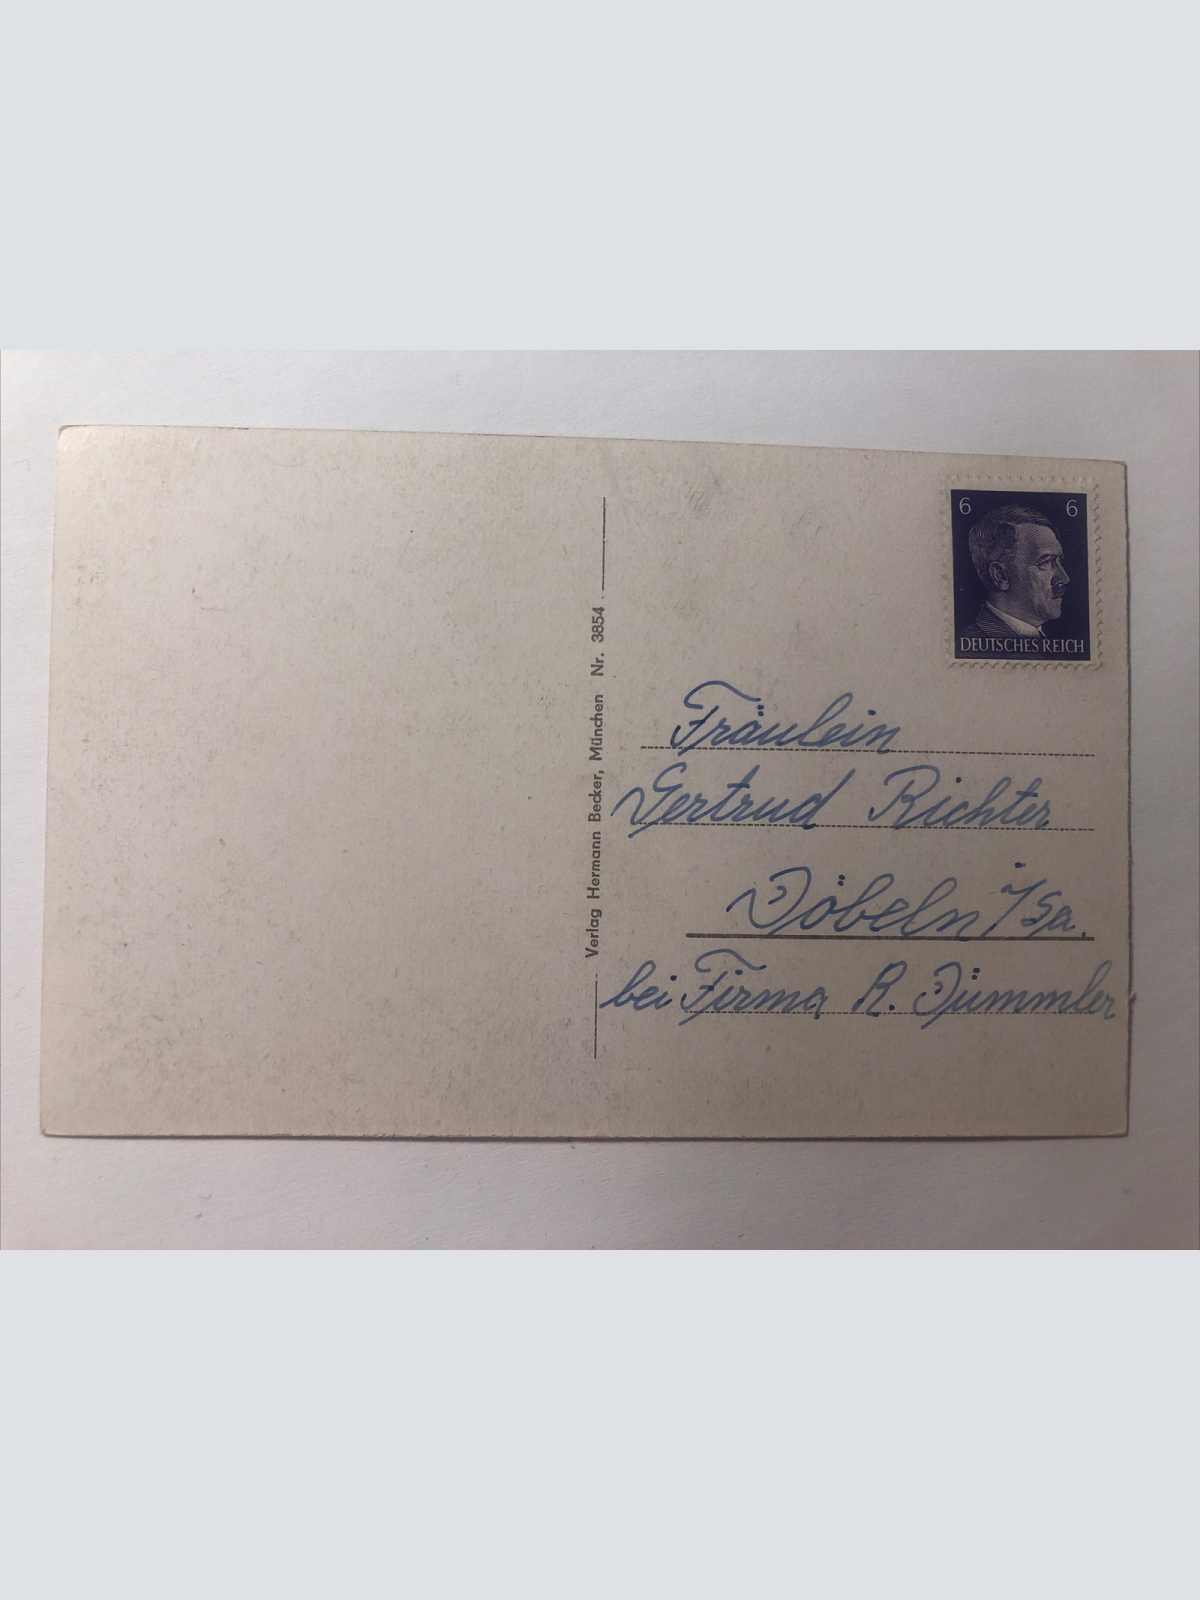 6 6
DEUTSCHES REICH
Verlag Hermann Becker, München Nr. 3854
Fräulein
Gertrud Richter
Döbeln i/Sa.
bei Firma R. Dümmler